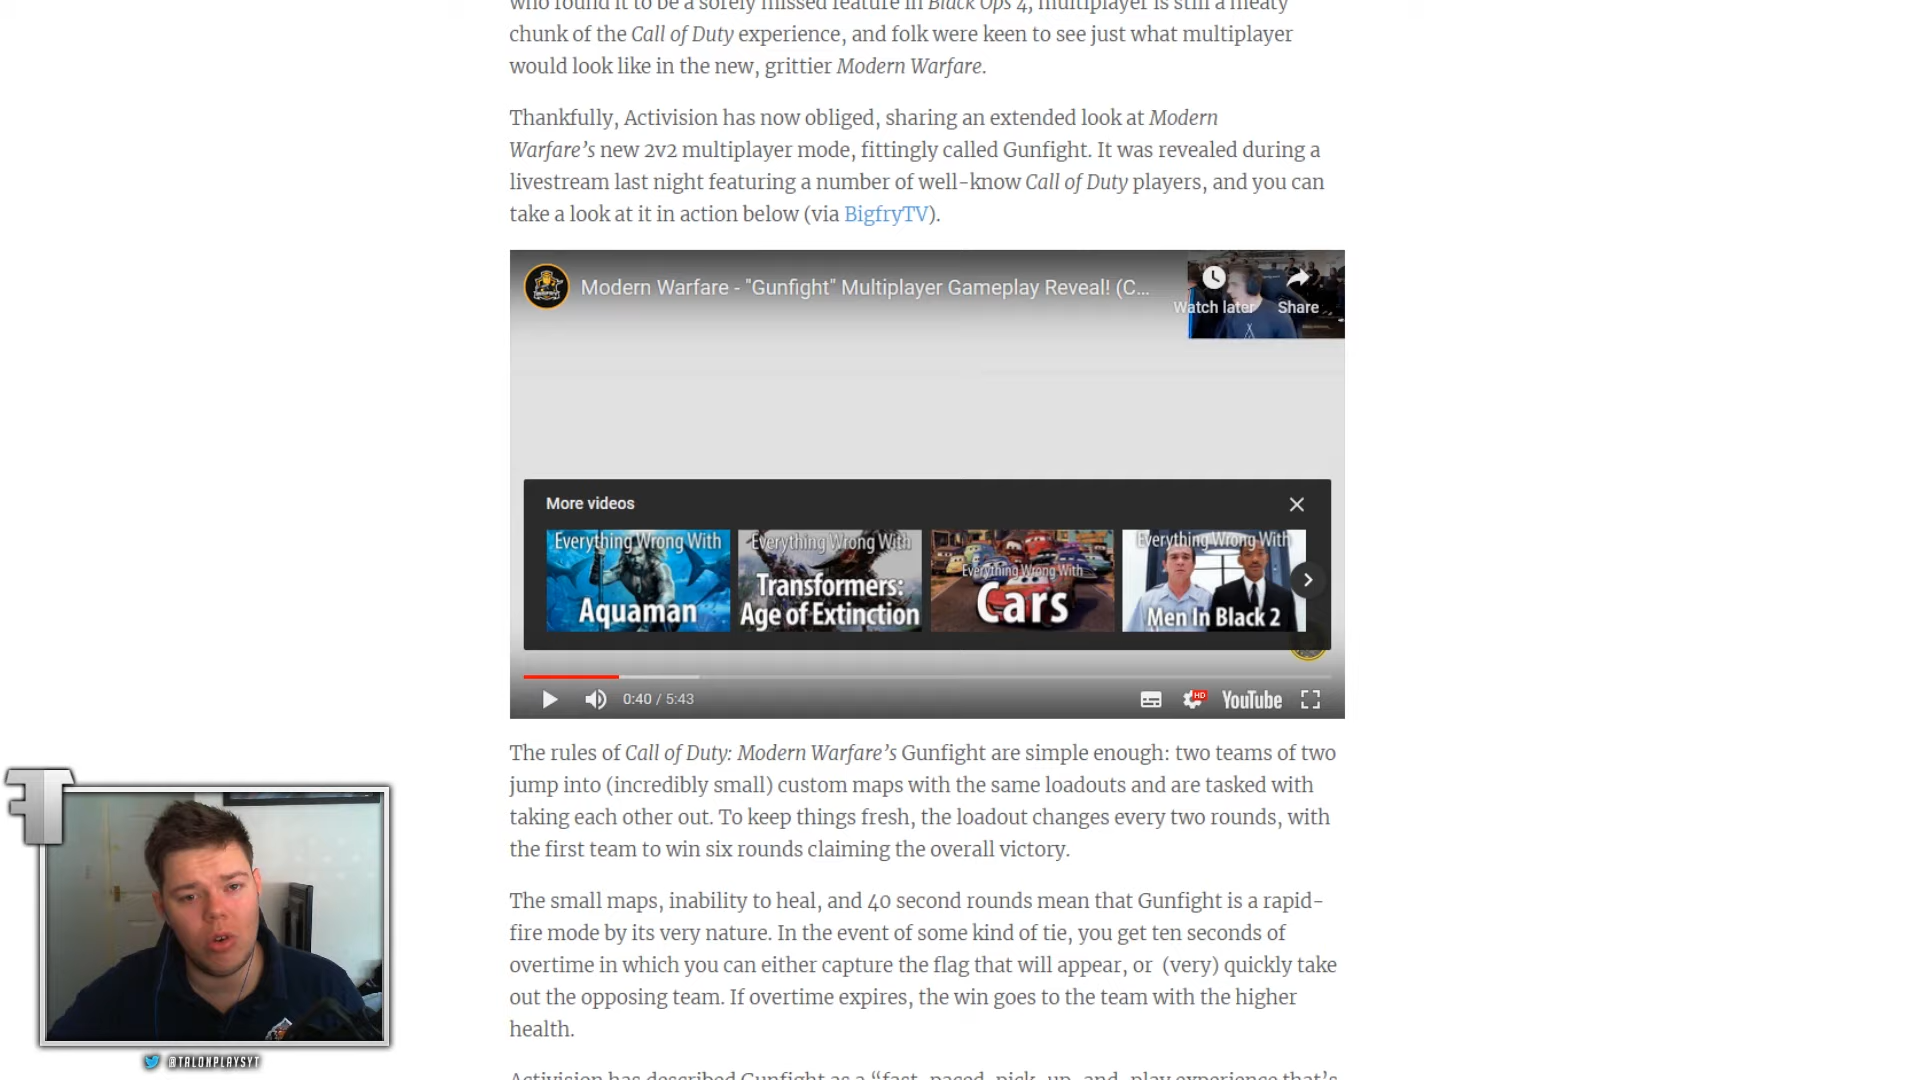 who found it to be a sorely missed feature in Black Ops 4, multiplayer is still a meaty
chunk of the Call of Duty experience, and folk were keen to see just what multiplayer
would look like in the new, grittier Modern Warfare.
Thankfully, Activision has now obliged, sharing an extended look at Modern
Warfare’s new 2v2 multiplayer mode, fittingly called Gunfight. It was revealed during a
livestream last night featuring a number of well-know Call of Duty players, and you can
take a look at it in action below (via BigfryTV).
Modern Warfare - "Gunfight" Multiplayer Gameplay Reveal! (C...
Watch later
Share
More videos
Everything Wrong With
Aquaman
Everything Wrong With
Transformers:
Age of Extinction
Everything Wrong With
Cars
Everything Wrong With
Men In Black 2
0:40 / 5:43
HD
YouTube
The rules of Call of Duty: Modern Warfare’s Gunfight are simple enough: two teams of two
jump into (incredibly small) custom maps with the same loadouts and are tasked with
taking each other out. To keep things fresh, the loadout changes every two rounds, with
the first team to win six rounds claiming the overall victory.
The small maps, inability to heal, and 40 second rounds mean that Gunfight is a rapid-
fire mode by its very nature. In the event of some kind of tie, you get ten seconds of
overtime in which you can either capture the flag that will appear, or (very) quickly take
out the opposing team. If overtime expires, the win goes to the team with the higher
health.
Activision has described Gunfight as a “fast-paced, pick-up-and-play experience that’s
@TALONPLAYSYT